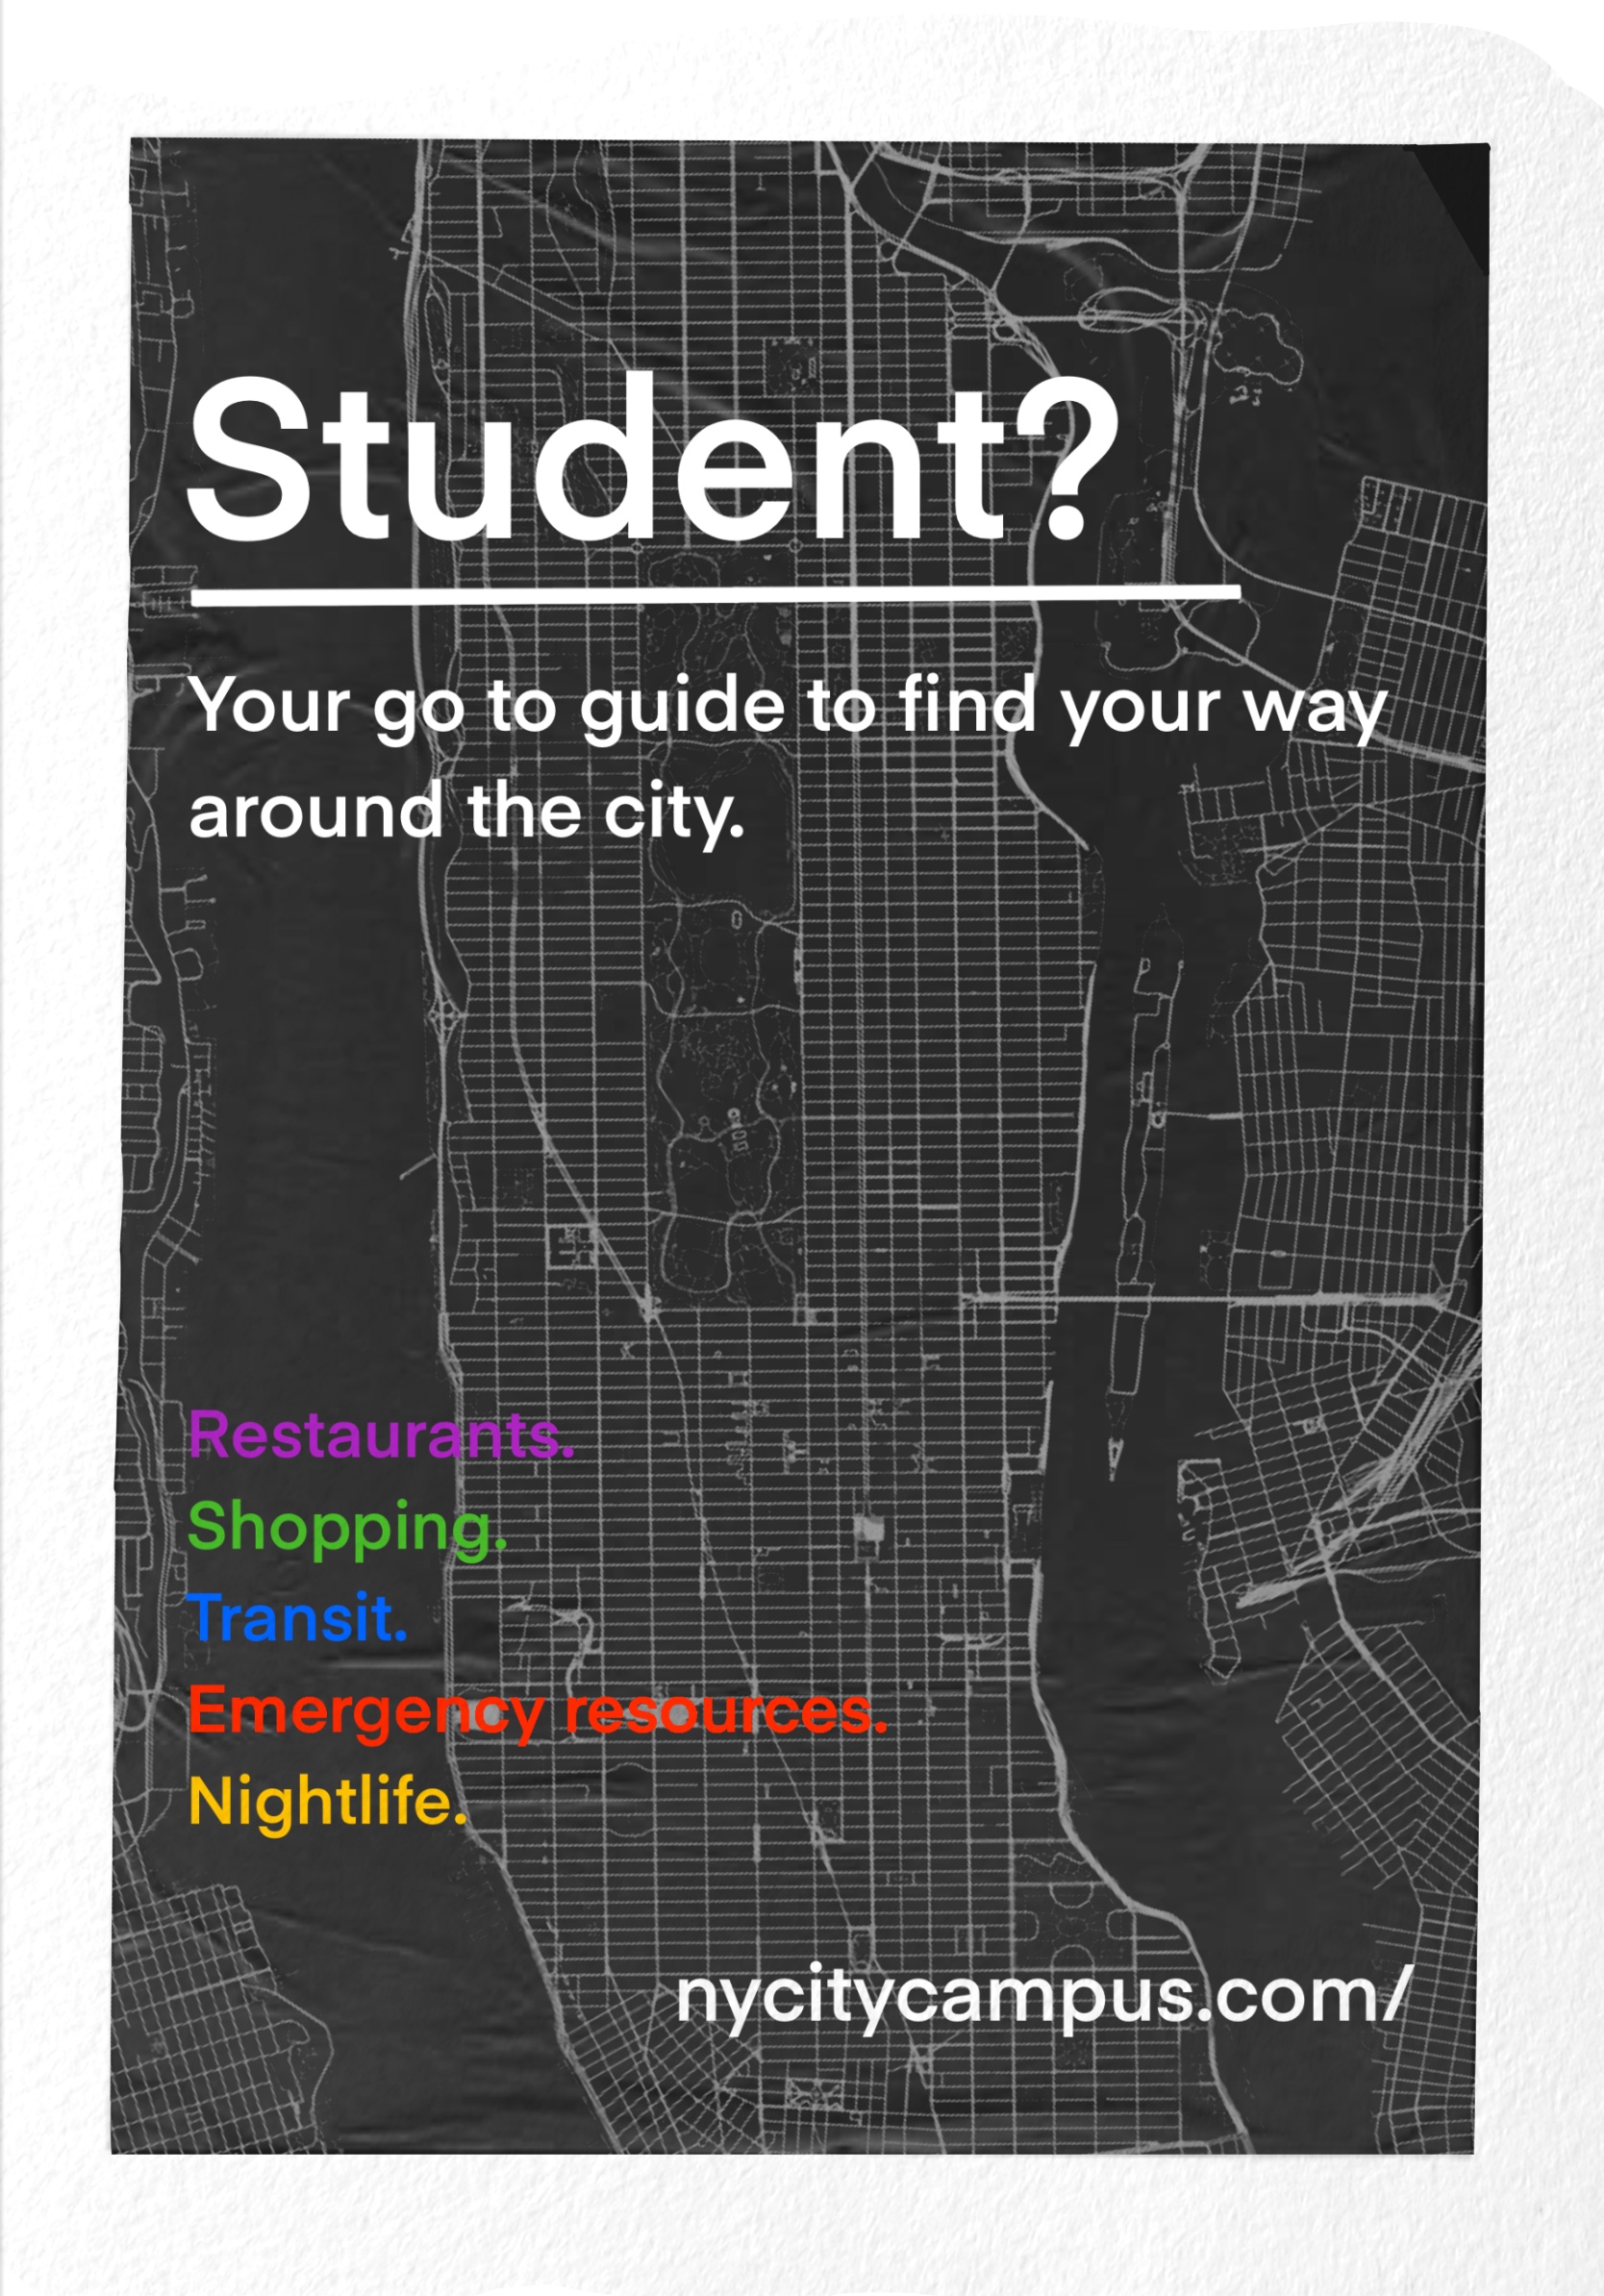 Student?
Your go to guide to find your way
around the city.
Restaurants.
Shopping.
Transit.
Emergency resources.
Nightlife.
nycitycampus.com/